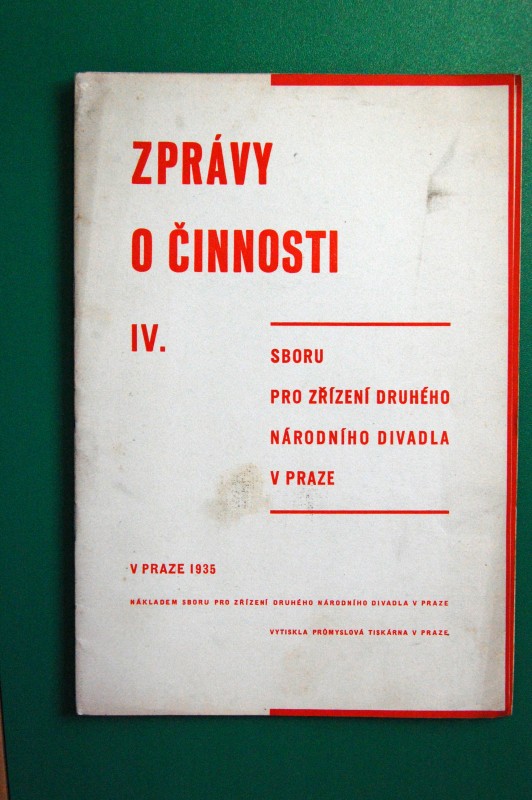 ZPRÁVY
O ČINNOSTI
IV.
SBORU
PRO ZŘÍZENÍ DRUHÉHO
NÁRODNÍHO DIVADLA
V PRAZE
V PRAZE 1935
NÁKLADEM SBORU PRO ZŘÍZENÍ DRUHÉHO NÁRODNÍHO DIVADLA V PRAZE
VYTISKLA PRŮMYSLOVÁ TISKÁRNA V PRAZE.